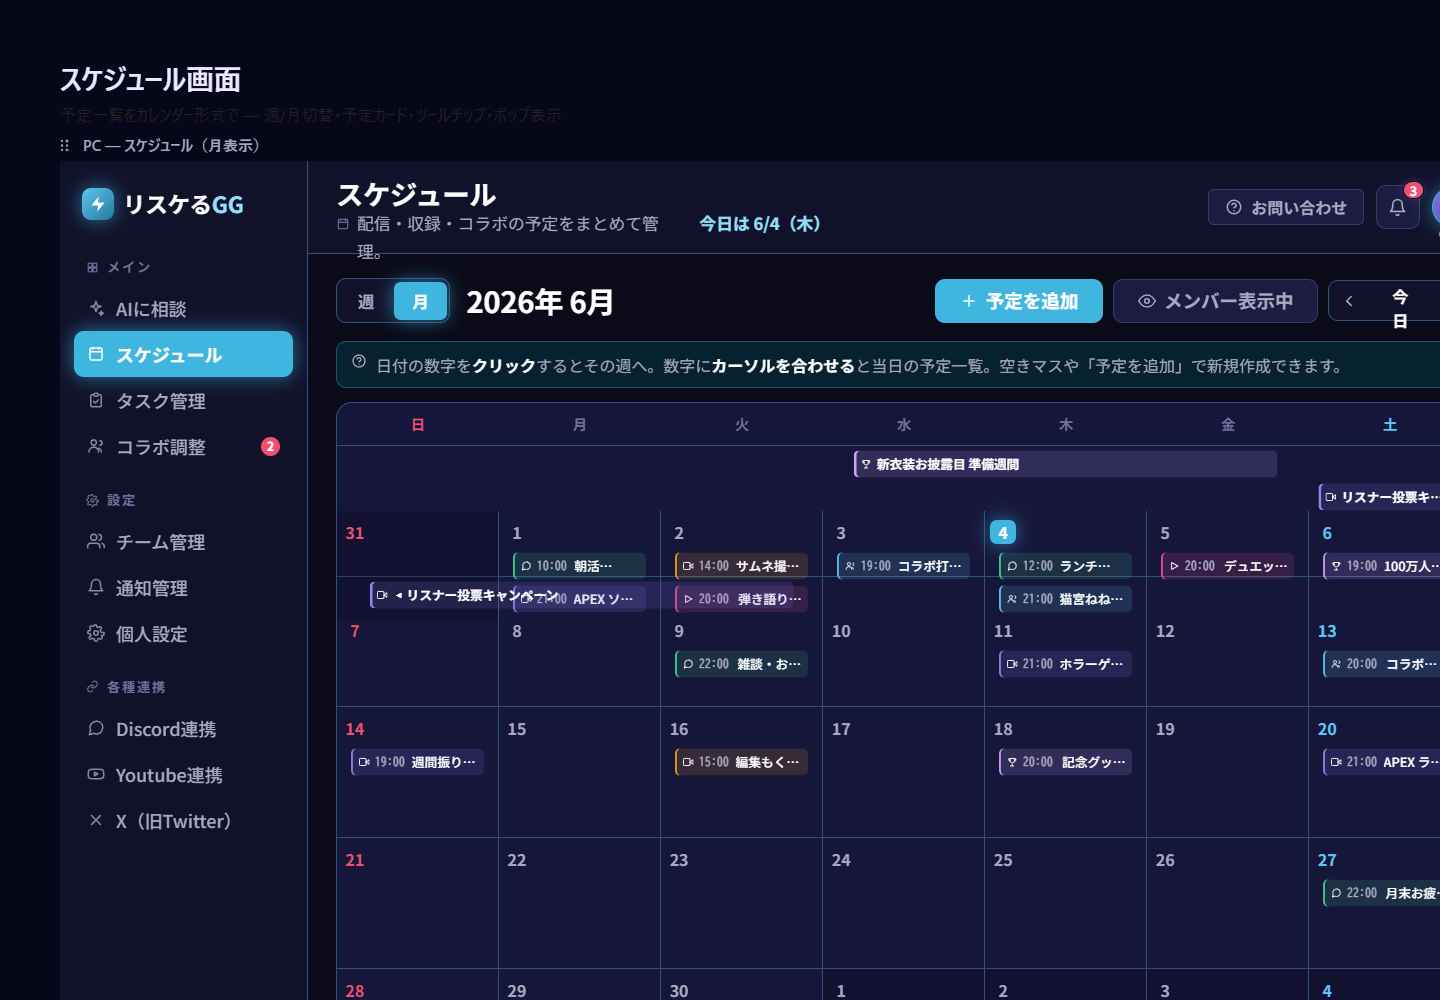 スケジュール画面
予定一覧をカレンダー形式で — 週/月切替・予定カード・ツールチップ・ポップ表示
PC — スケジュール（月表示）
リスケるGG
メイン
AIに相談
スケジュール
タスク管理
コラボ調整
2
設定
チーム管理
通知管理
個人設定
各種連携
Discord連携
Youtube連携
X（旧Twitter）
スケジュール
配信・収録・コラボの予定をまとめて管
理。
今日は 6/4（木）
お問い合わせ
3
週
月
2026年 6月
予定を追加
メンバー表示中
今
日
日付の数字をクリックするとその週へ。数字にカーソルを合わせると当日の予定一覧。空きマスや「予定を追加」で新規作成できます。
日 月 火 水 木 金 土
新衣装お披露目 準備週間
リスナー投票キ…
31 1 2 3 4 5 6
10:00 朝活…
14:00 サムネ撮…
19:00 コラボ打…
12:00 ランチ…
20:00 デュエッ…
19:00 100万人…
◂ リスナー投票キャンペーン
APEX ソ…
20:00 弾き語り…
21:00 猫宮ねね…
7 8 9 10 11 12 13
22:00 雑談・お…
21:00 ホラーゲ…
20:00 コラボ…
14 15 16 17 18 19 20
19:00 週間振り…
15:00 編集もく…
20:00 記念グッ…
21:00 APEX ラ…
21 22 23 24 25 26 27
22:00 月末お疲…
28 29 30 1 2 3 4